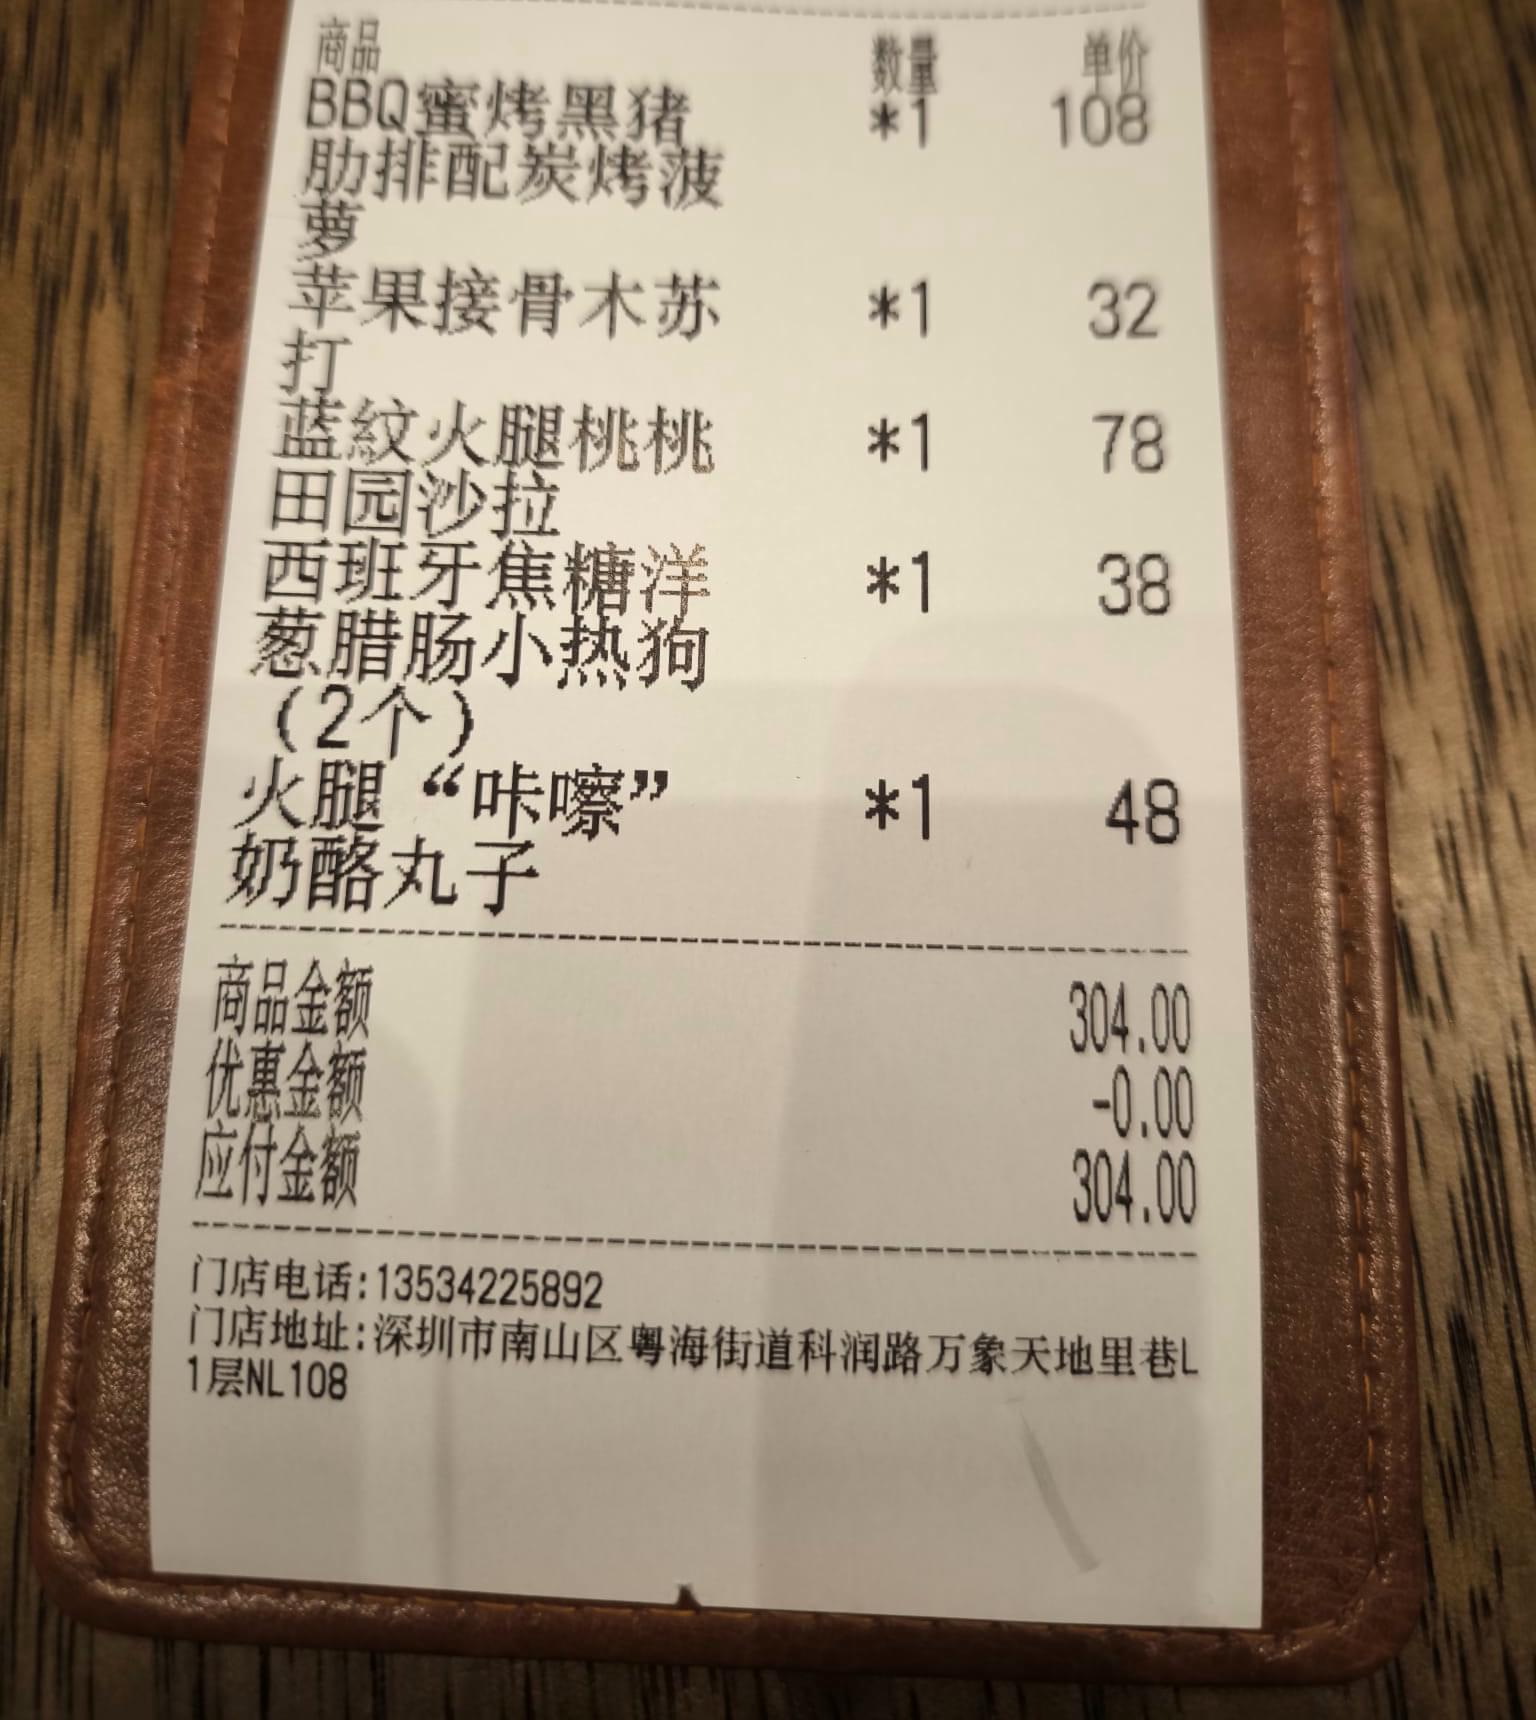 商品 数量 单价
BBQ蜜烤黑猪 *1 108
肋排配炭烤菠
萝
苹果接骨木苏 *1 32
打
蓝紋火腿桃桃 *1 78
田园沙拉
西班牙焦糖洋 *1 38
葱腊肠小热狗
（2个）
火腿“咔嚓” *1 48
奶酪丸子
商品金额 304.00
优惠金额 -0.00
应付金额 304.00
门店电话:13534225892
门店地址:深圳市南山区粤海街道科润路万象天地里巷L
1层NL108